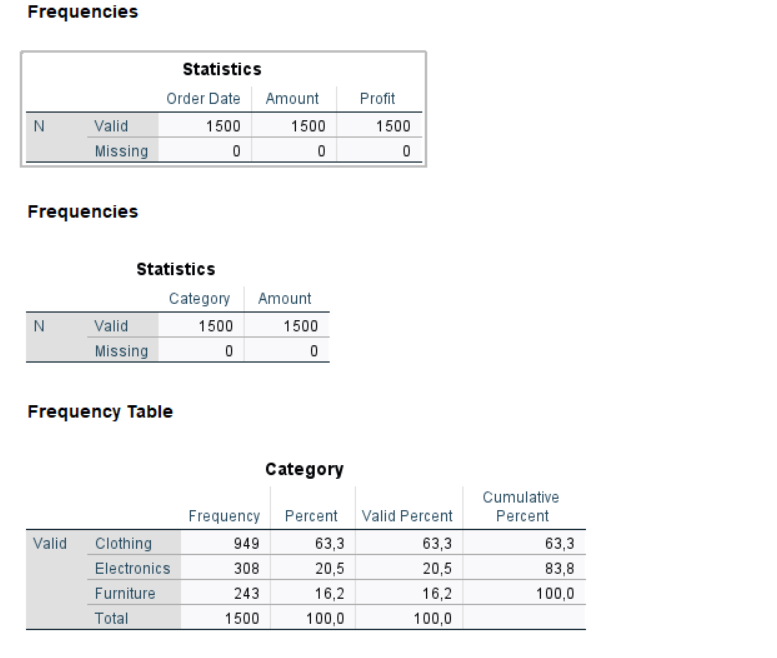 Frequencies
Statistics
Order Date Amount Profit
N Valid 1500 1500 1500
Missing 0 0 0
Frequencies
Statistics
Category Amount
N Valid 1500 1500
Missing 0 0
Frequency Table
Category
Frequency Percent Valid Percent Cumulative Percent
Valid Clothing 949 63,3 63,3 63,3
Electronics 308 20,5 20,5 83,8
Furniture 243 16,2 16,2 100,0
Total 1500 100,0 100,0